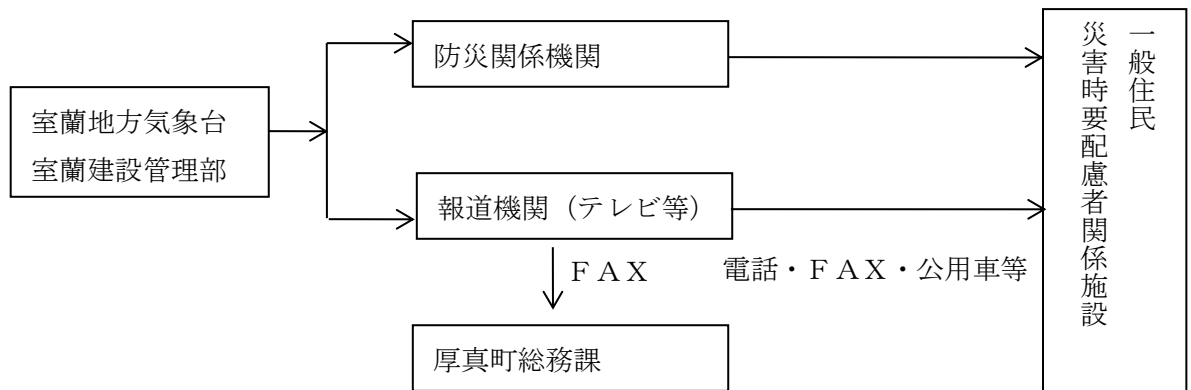 室蘭地方気象台
室蘭建設管理部
防災関係機関
報道機関（テレビ等）
ＦＡＸ
電話・ＦＡＸ・公用車等
厚真町総務課
一般住民
災害時要配慮者関係施設